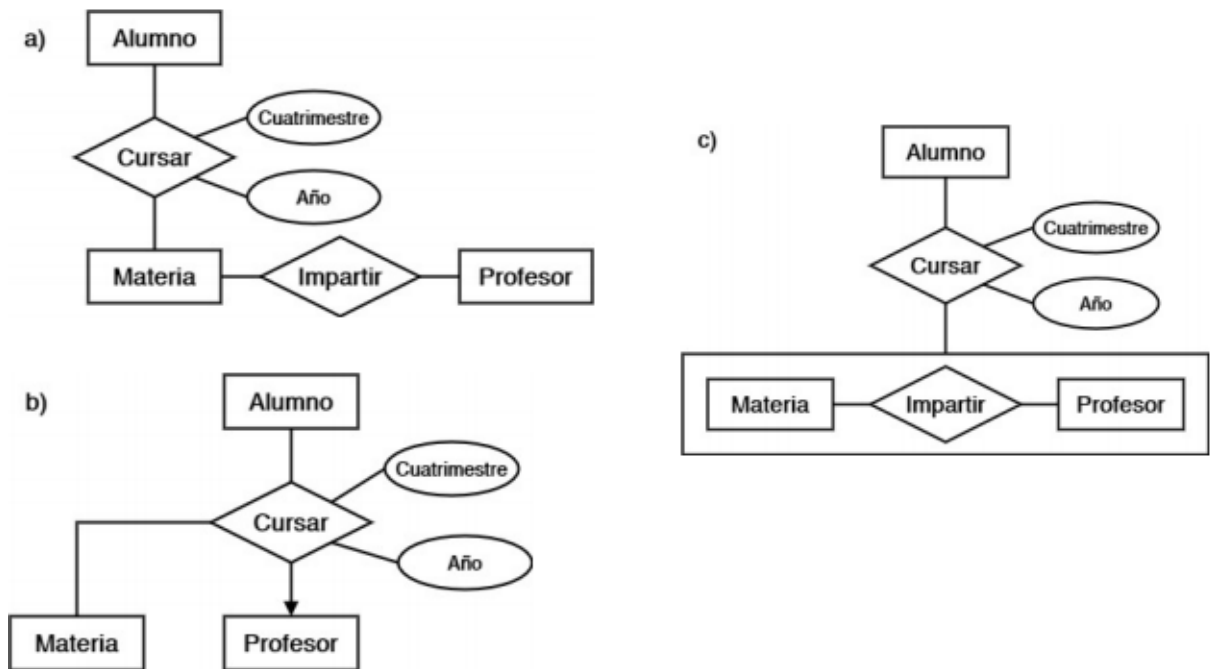 a)
Alumno
Cuatrimestre
Cursar
Año
Materia
Impartir
Profesor
b)
Alumno
Cuatrimestre
Cursar
Año
Materia
Profesor
c)
Alumno
Cuatrimestre
Cursar
Año
Materia
Impartir
Profesor